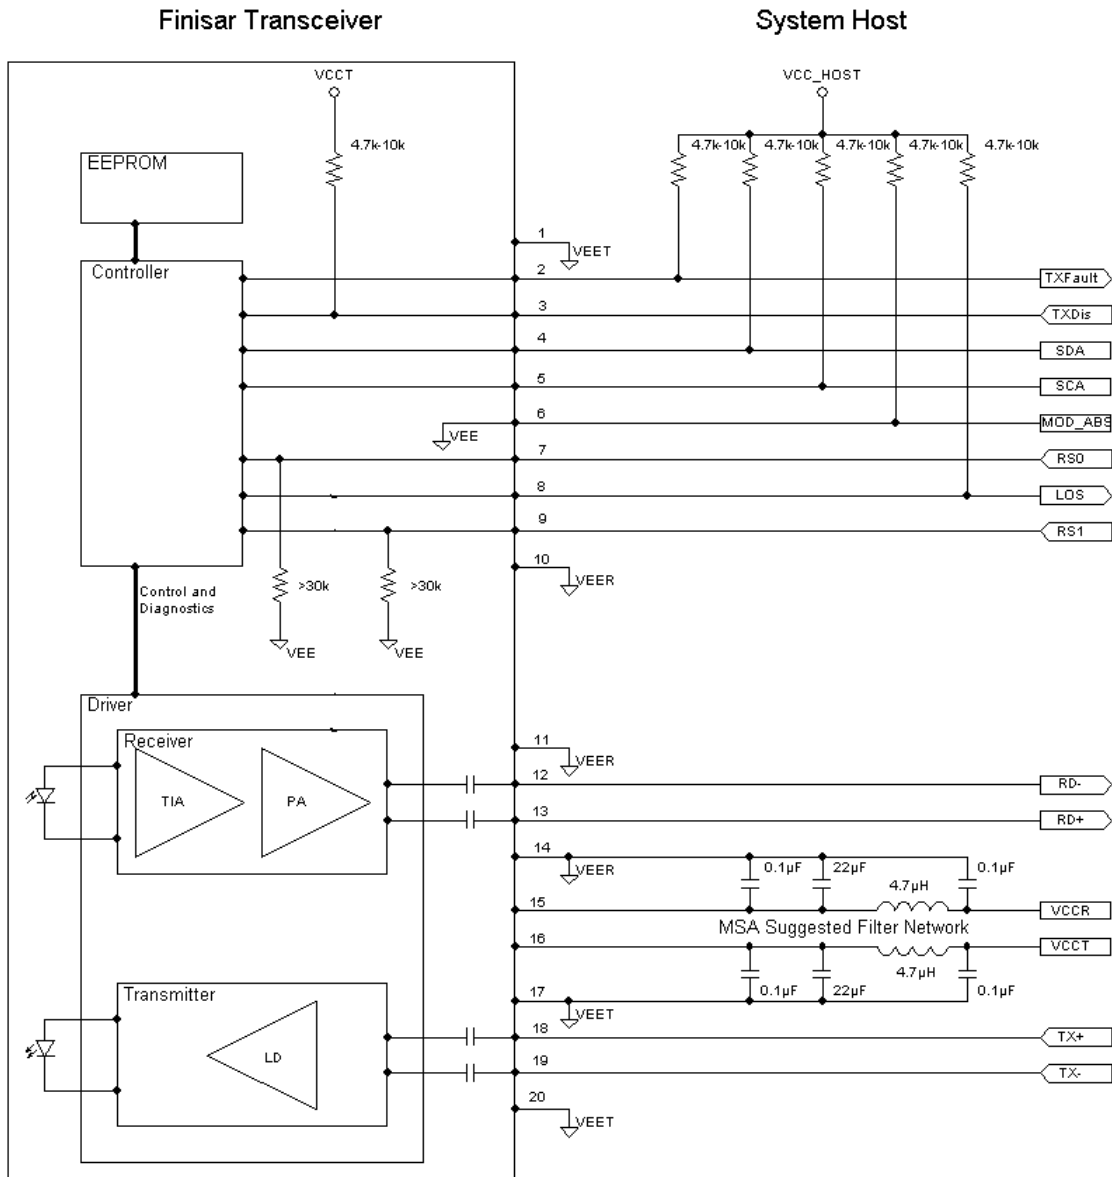 Finisar Transceiver
System Host
VCCT
VCC_HOST
4.7k-10k
4.7k-10k
4.7k-10k
4.7k-10k
4.7k-10k
4.7k-10k
EEPROM
1
VEET
Controller
2
TXFault
3
TXDis
4
SDA
5
SCA
6
MOD_ABS
VEE
7
RS0
8
LOS
9
RS1
10
VEER
>30k
>30k
Control and
Diagnostics
VEE
VEE
Driver
Receiver
11
VEER
TIA
PA
12
RD-
13
RD+
14
VEER
0.1µF
22µF
4.7µH
0.1µF
15
VCCR
MSA Suggested Filter Network
16
VCCT
4.7µH
0.1µF
22µF
0.1µF
Transmitter
17
VEET
18
TX+
LD
19
TX-
20
VEET